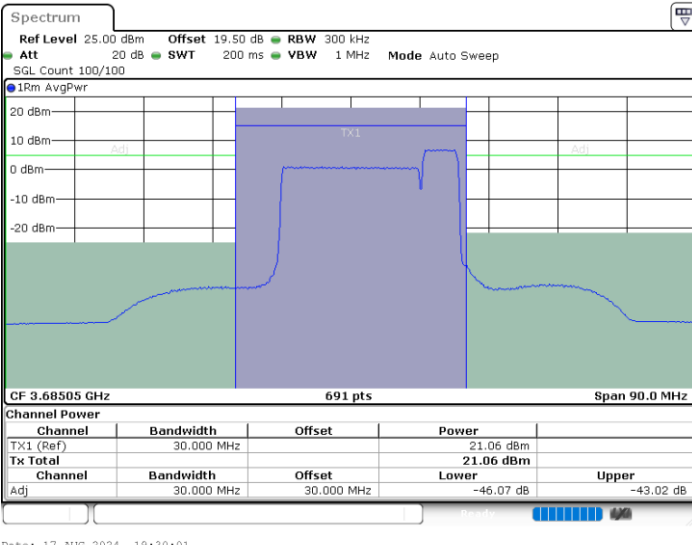 Spectrum
Ref Level 25.00 dBm Offset 19.50 dB RBW 300 kHz
Att 20 dB SWT 200 ms VBW 1 MHz Mode Auto Sweep
SGL Count 100/100
1Rm AvgPwr
20 dBm
TX1
10 dBm
Adj Adj
0 dBm
-10 dBm
-20 dBm
CF 3.68505 GHz 691 pts Span 90.0 MHz
Channel Power
Channel Bandwidth Offset Power
TX1 (Ref) 30.000 MHz 21.06 dBm
Tx Total 21.06 dBm
Channel Bandwidth Offset Lower Upper
Adj 30.000 MHz 30.000 MHz -46.07 dB -43.02 dB
Ready